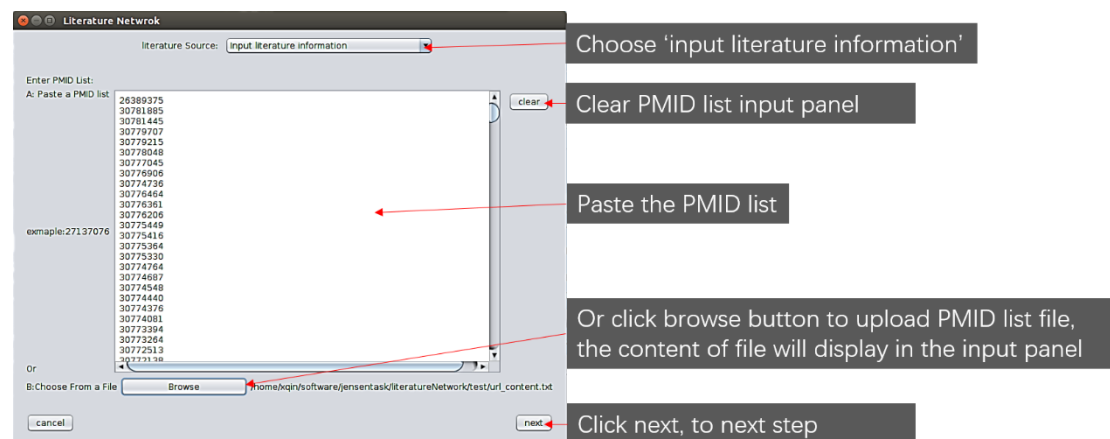 Literature Netwrok
literature Source: Input literature information
Choose ‘input literature information’
Enter PMID List:
A: Paste a PMID list
clear
Clear PMID list input panel
26389375
30781885
30781445
30779707
30779215
30778048
30777045
30776906
30774736
30776464
30776361
30776206
30775449
30775416
30775364
30775330
30774764
30774687
30774548
30774440
30774376
30774081
30773394
30773264
30772513
30772138
Paste the PMID list
exmaple:27137076
Or click browse button to upload PMID list file,
the content of file will display in the input panel
Or
B:Choose From a File Browse /home/xqin/software/jensentask/literatureNetwork/test/url_content.txt
cancel
next
Click next, to next step